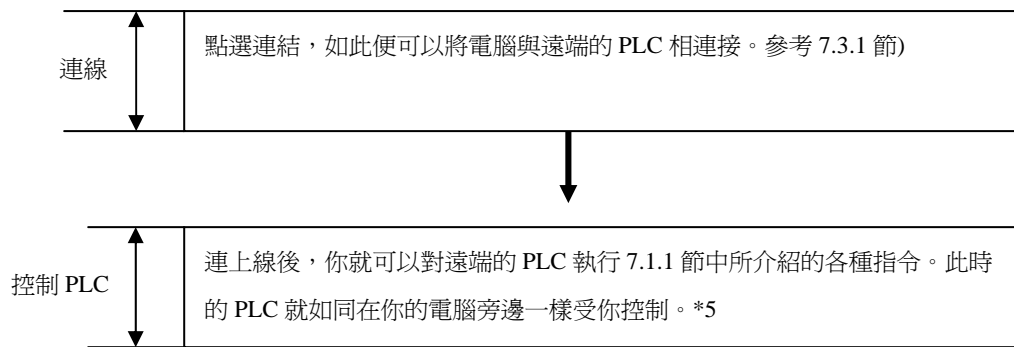 點選連結，如此便可以將電腦與遠端的 PLC 相連接。參考 7.3.1 節)
連線
連上線後，你就可以對遠端的 PLC 執行 7.1.1 節中所介紹的各種指令。此時
控制 PLC
的 PLC 就如同在你的電腦旁邊一樣受你控制。*5